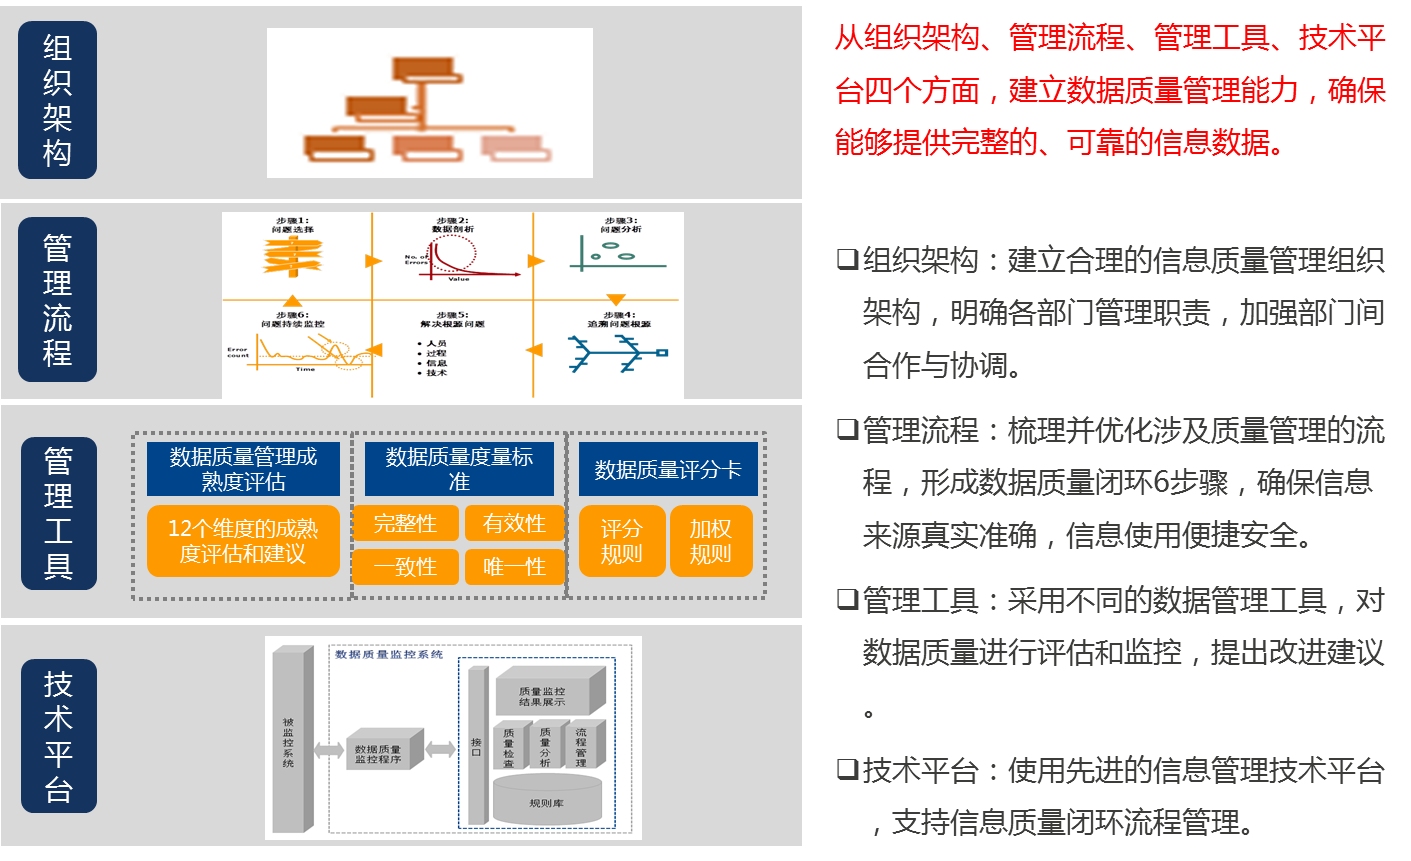 组织架构
管理流程
步骤1:
问题选择
步骤2:
数据剖析
No. of
Errors
Value
步骤3:
问题分析
步骤6:
问题持续监控
Error
count
Time
步骤5:
解决根源问题
• 人员
• 过程
• 信息
• 技术
步骤4:
追溯问题根源
管理工具
数据质量管理成
熟度评估
12个维度的成熟
度评估和建议
数据质量度量标
准
完整性
有效性
一致性
唯一性
数据质量评分卡
评分
规则
加权
规则
技术平台
被监控系统
数据质量监控系统
数据质量
监控程序
接口
质量监控
结果展示
质量检查
质量分析
流程管理
规则库
从组织架构、管理流程、管理工具、技术平
台四个方面，建立数据质量管理能力，确保
能够提供完整的、可靠的信息数据。
❑组织架构：建立合理的信息质量管理组织
架构，明确各部门管理职责，加强部门间
合作与协调。
❑管理流程：梳理并优化涉及质量管理的流
程，形成数据质量闭环6步骤，确保信息
来源真实准确，信息使用便捷安全。
❑管理工具：采用不同的数据管理工具，对
数据质量进行评估和监控，提出改进建议
。
❑技术平台：使用先进的信息管理技术平台
，支持信息质量闭环流程管理。